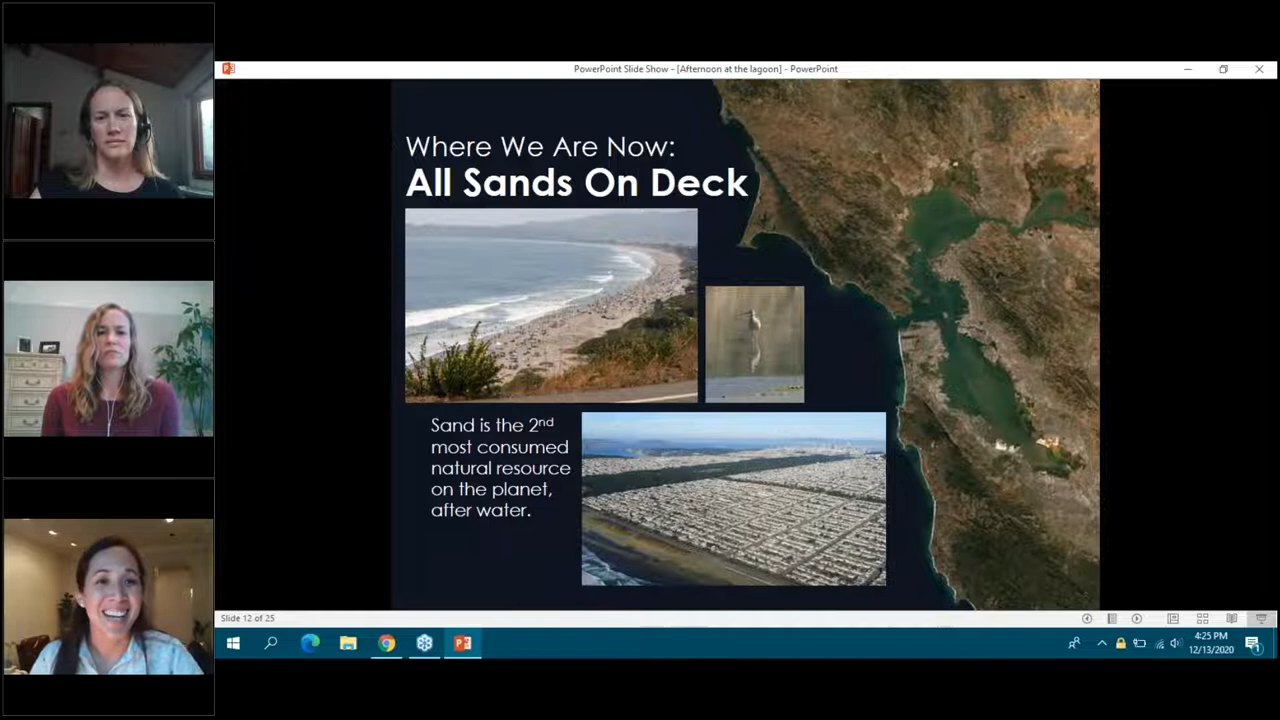 PowerPoint Slide Show - [Afternoon at the lagoon] - PowerPoint
Where We Are Now:
All Sands On Deck
Sand is the 2nd
most consumed
natural resource
on the planet,
after water.
Slide 12 of 25
4:25 PM
12/13/2020
1